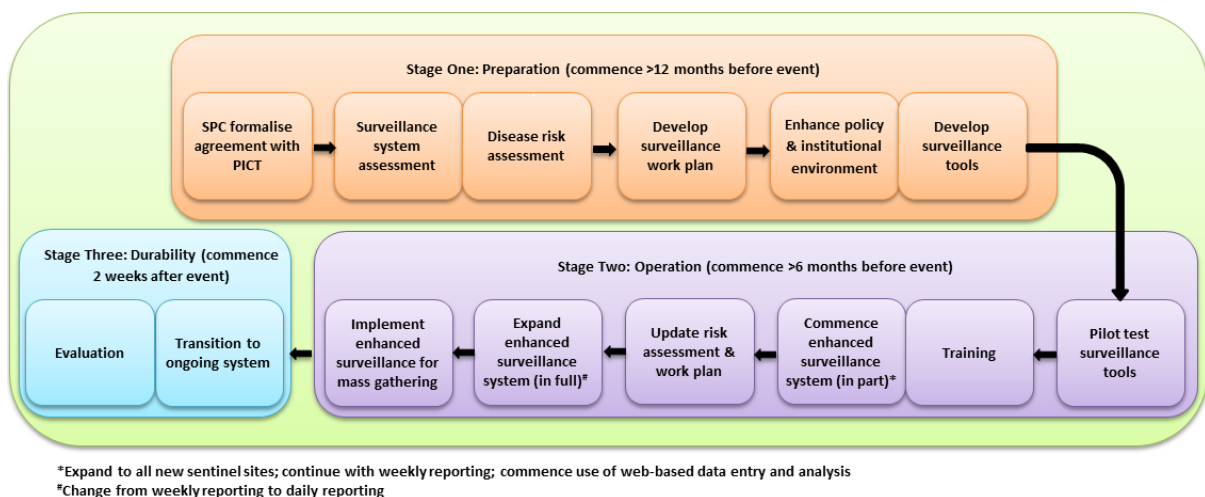 Stage One: Preparation (commence >12 months before event)
SPC formalise
agreement with
PICT
Surveillance
system
assessment
Disease risk
assessment
Develop
surveillance
work plan
Enhance policy
& institutional
environment
Develop
surveillance
tools
Stage Three: Durability (commence
2 weeks after event)
Evaluation
Transition to
ongoing system
Stage Two: Operation (commence >6 months before event)
Implement
enhanced
surveillance for
mass gathering
Expand
enhanced
surveillance
system (in full)#
Update risk
assessment &
work plan
Commence
enhanced
surveillance
system (in part)*
Training
Pilot test
surveillance
tools
*Expand to all new sentinel sites; continue with weekly reporting; commence use of web-based data entry and analysis
#Change from weekly reporting to daily reporting